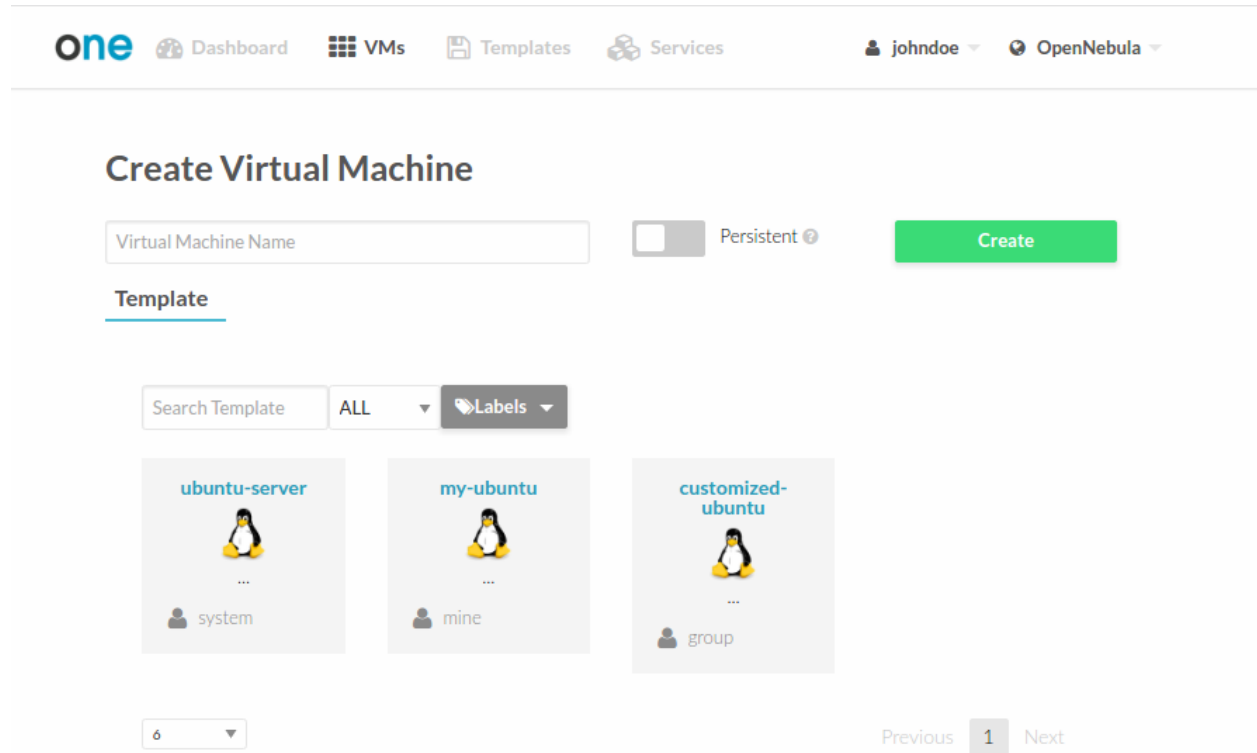 one Dashboard VMs Templates Services johndoe OpenNebula
Create Virtual Machine
Virtual Machine Name Persistent Create
Template
Search Template ALL Labels
ubuntu-server my-ubuntu customized-
ubuntu
... ... ...
system mine group
6 Previous 1 Next